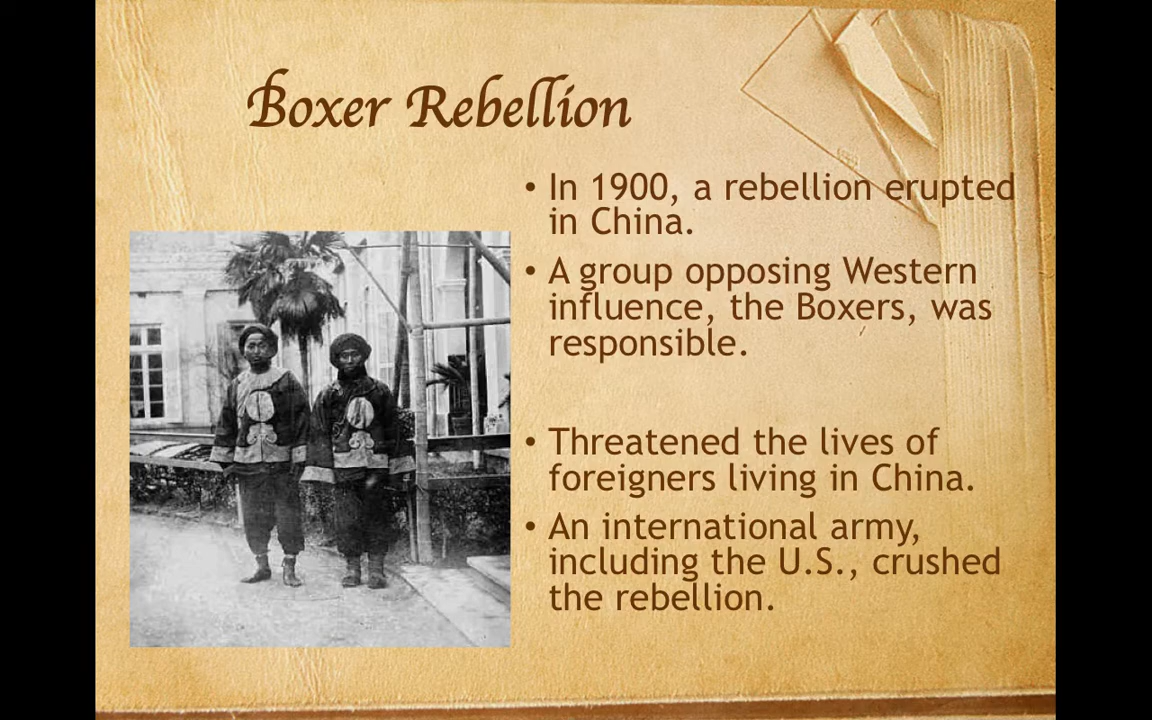 Boxer Rebellion
• In 1900, a rebellion erupted
in China.
• A group opposing Western
influence, the Boxers, was
responsible.
• Threatened the lives of
foreigners living in China.
• An international army,
including the U.S., crushed
the rebellion.